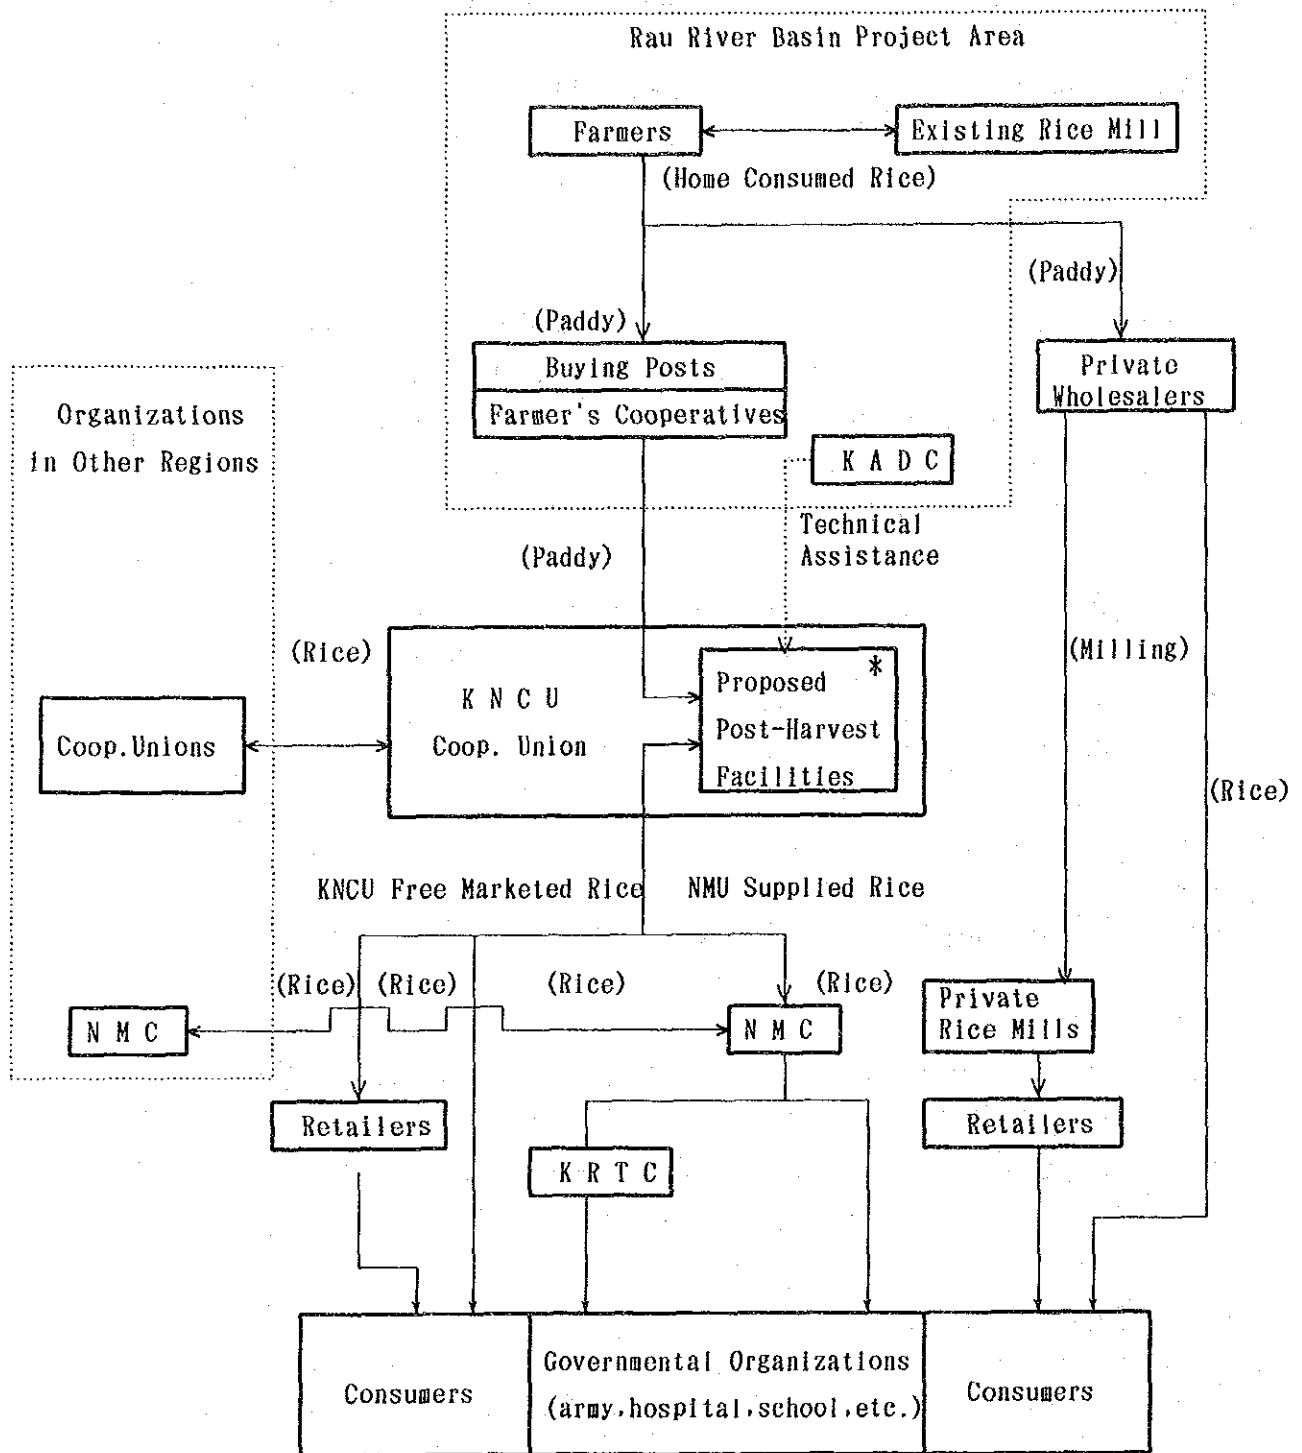 Rau River Basin Project Area
Farmers
Existing Rice Mill
(Home Consumed Rice)
(Paddy)
(Paddy)
Buying Posts
Farmer's Cooperatives
Private
Wholesalers
Organizations
in Other Regions
K A D C
Technical
Assistance
(Paddy)
(Rice)
(Milling)
K N C U
Coop. Union
Proposed *
Post-Harvest
Facilities
Coop.Unions
(Rice)
KNCU Free Marketed Rice
NMU Supplied Rice
(Rice)
(Rice)
(Rice)
(Rice)
N M C
N M C
Private
Rice Mills
Retailers
Retailers
K R T C
Consumers
Governmental Organizations
(army,hospital,school,etc.)
Consumers